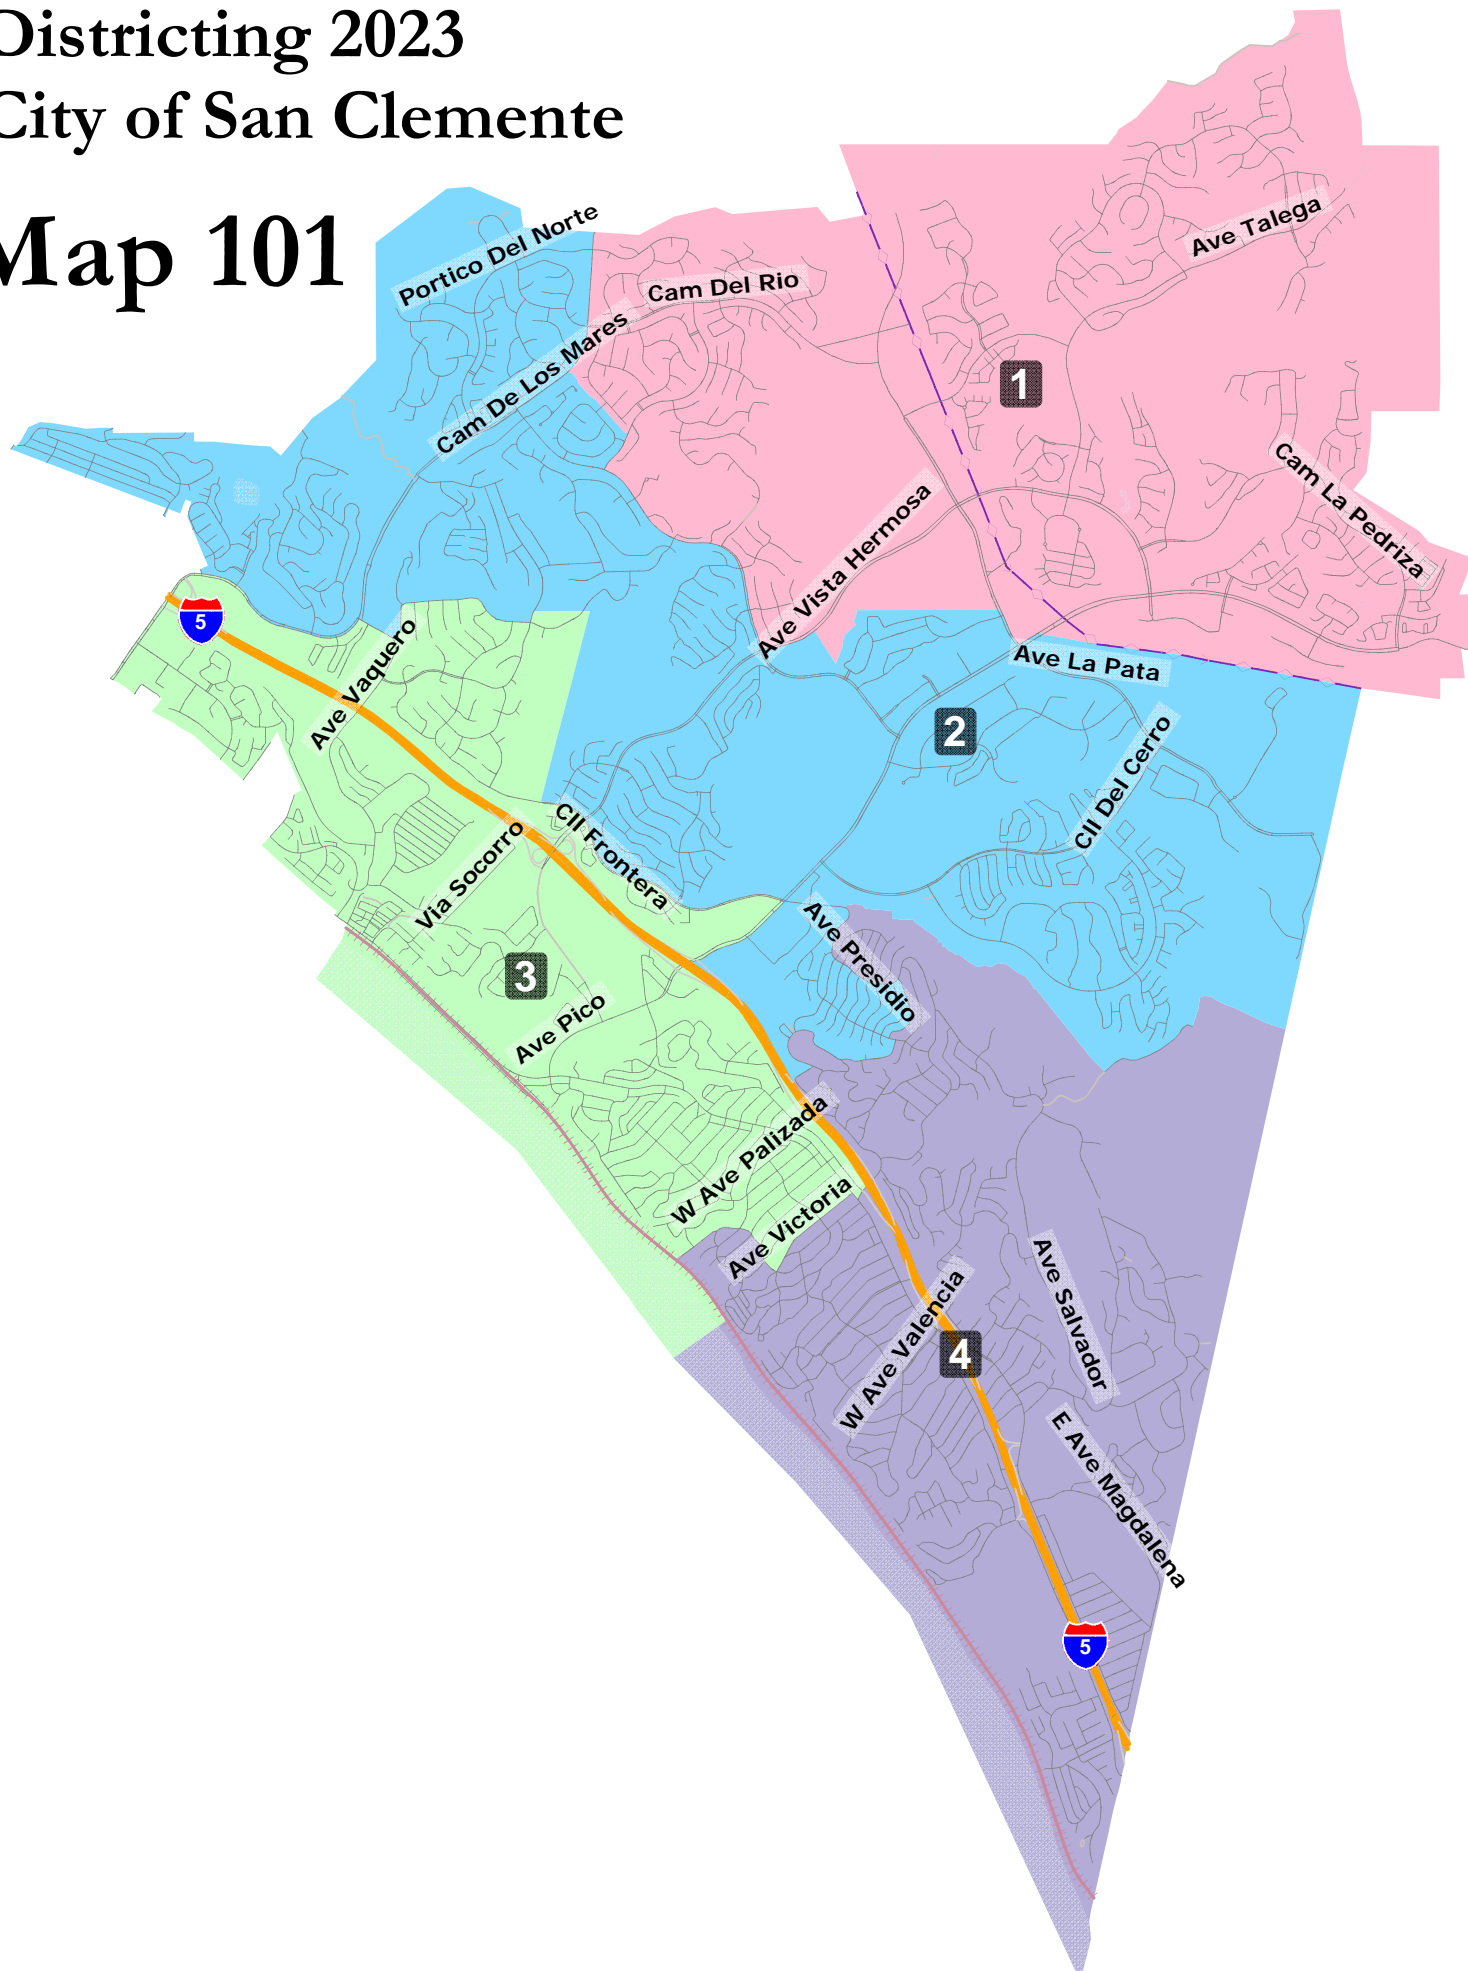 Districting 2023
City of San Clemente
Map 101
Portico Del Norte
Cam Del Rio
Ave Talega
Cam De Los Mares
1
Cam La Pedriza
Ave Vista Hermosa
5
Ave Vaquero
Ave La Pata
2
Cll Del Cerro
Cll Frontera
Via Socorro
Ave Presidio
3
Ave Pico
W Ave Palizada
Ave Victoria
Ave Salvador
W Ave Valencia
4
E Ave Magdalena
5